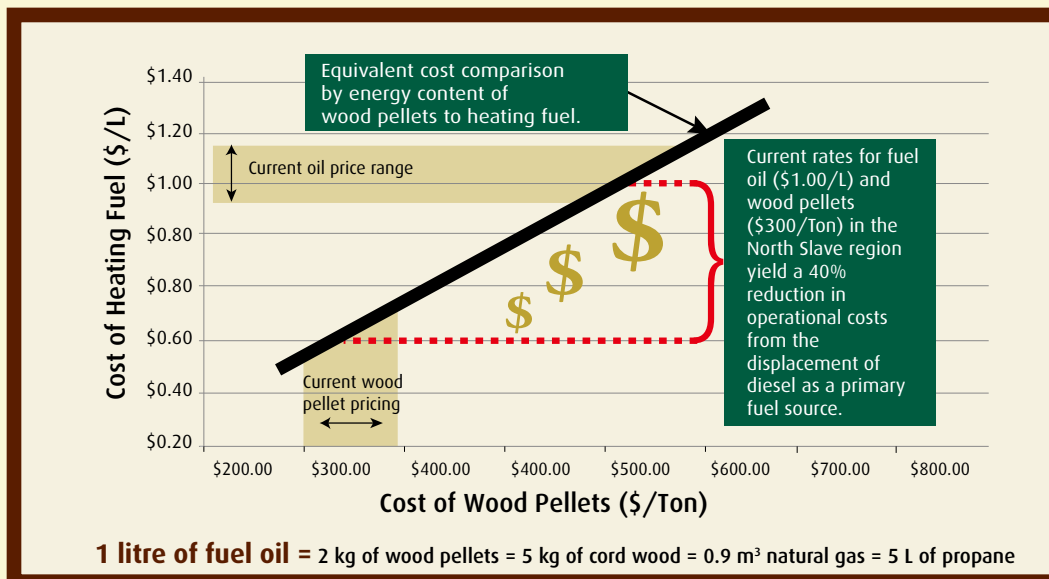 Cost of Heating Fuel ($/L)
$1.40
$1.20
$1.00
$0.80
$0.80
$0.60
$0.40
$0.20
Equivalent cost comparison
by energy content of
wood pellets to heating fuel.
Current oil price range
$
$
$
Current rates for fuel
oil ($1.00/L) and
wood pellets
($300/Ton) in the
North Slave region
yield a 40%
reduction in
operational costs
from the
displacement of
diesel as a primary
fuel source.
Current wood
pellet pricing
$200.00 $300.00 $400.00 $400.00 $500.00 $600.00 $700.00 $800.00
Cost of Wood Pellets ($/Ton)
1 litre of fuel oil = 2 kg of wood pellets = 5 kg of cord wood = 0.9 m³ natural gas = 5 L of propane